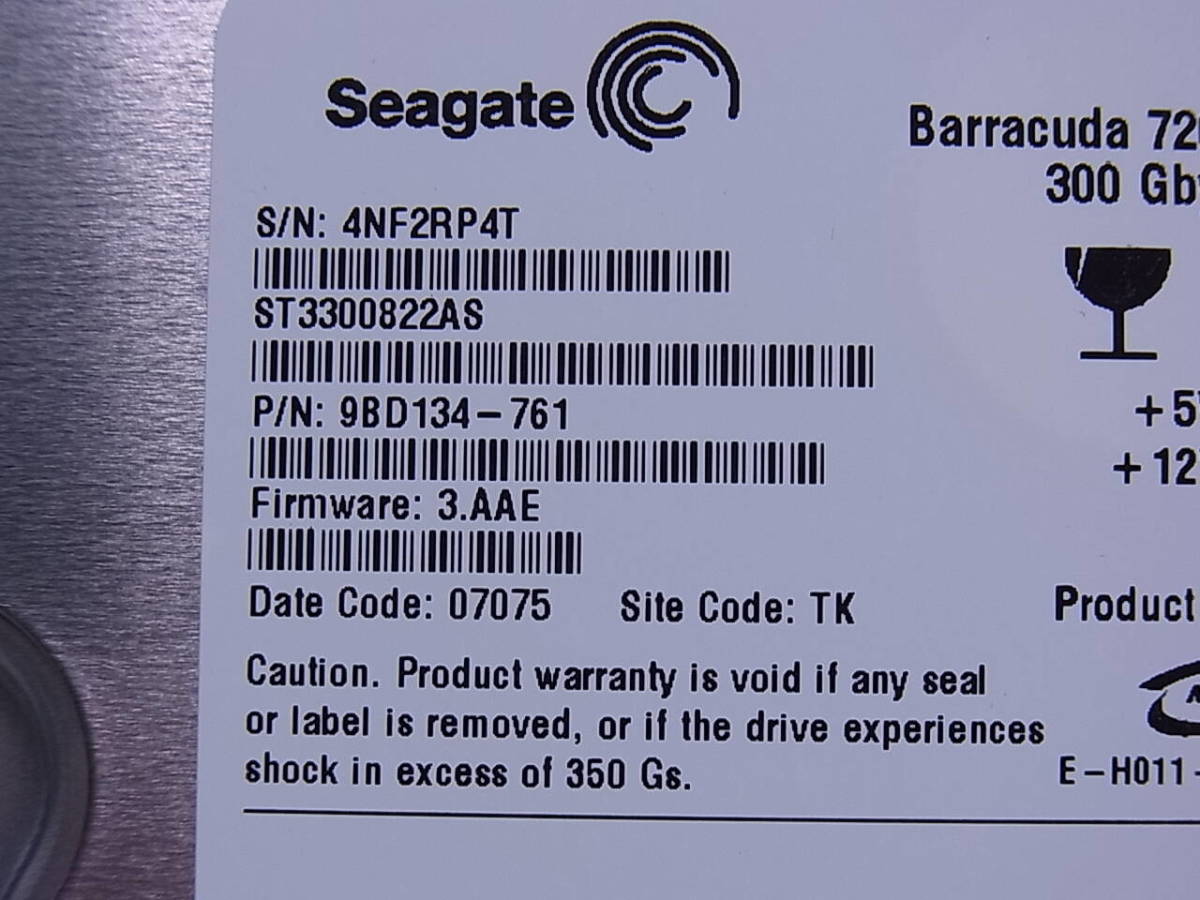 Seagate
Barracuda 72
300 Gb
S/N: 4NF2RP4T
ST3300822AS
P/N: 9BD134-761
+5
+12
Firmware: 3.AAE
Date Code: 07075 Site Code: TK
Product
Caution. Product warranty is void if any seal
or label is removed, or if the drive experiences
shock in excess of 350 Gs.
E-H011-